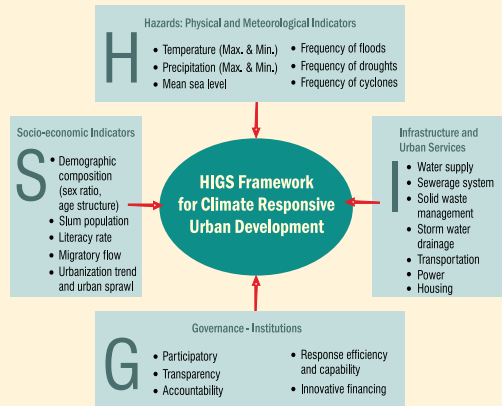 Hazards: Physical and Meteorological Indicators
H
• Temperature (Max. & Min.)
• Precipitation (Max. & Min.)
• Mean sea level
• Frequency of floods
• Frequency of droughts
• Frequency of cyclones
Socio-economic Indicators
S
• Demographic
composition
(sex ratio,
age structure)
• Slum population
• Literacy rate
• Migratory flow
• Urbanization trend
and urban sprawl
HIGS Framework
for Climate Responsive
Urban Development
Infrastructure and
Urban Services
I
• Water supply
• Sewerage system
• Solid waste
management
• Storm water
drainage
• Transportation
• Power
• Housing
Governance - Institutions
G
• Participatory
• Transparency
• Accountability
• Response efficiency
and capability
• Innovative financing